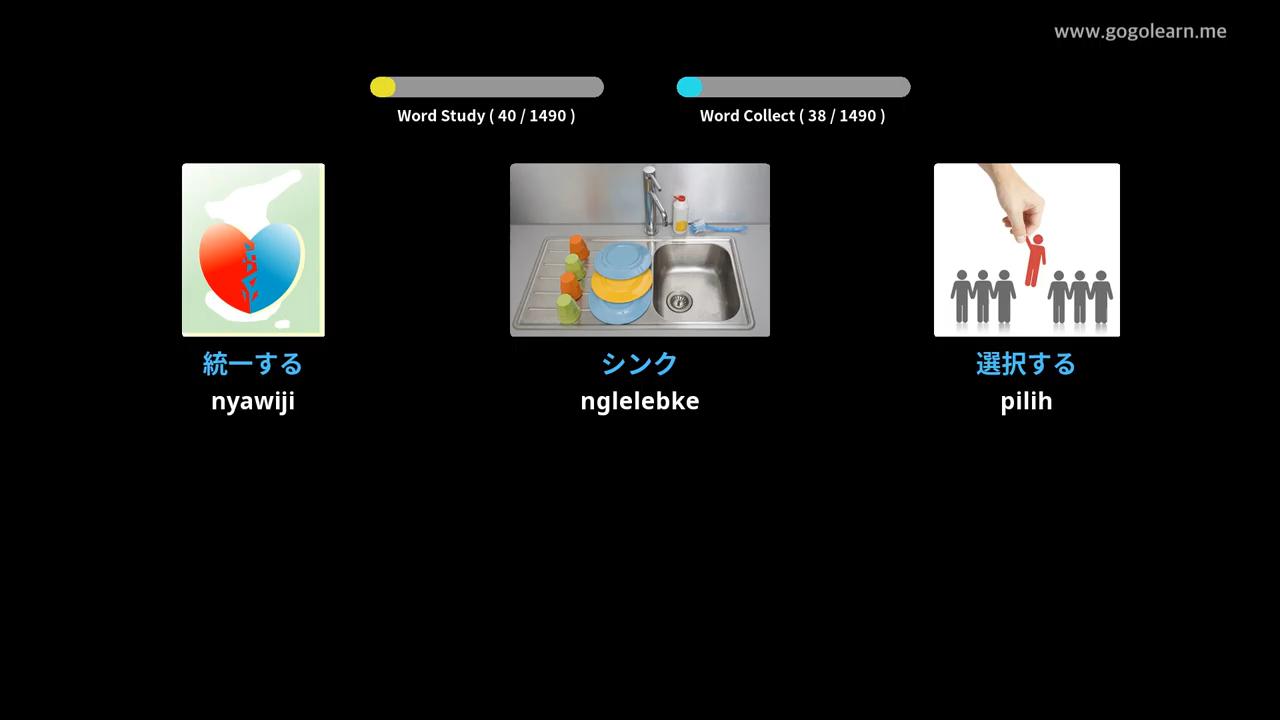 www.gogolearn.me
Word Study ( 40 / 1490 )
Word Collect ( 38 / 1490 )
統一する
シンク
選択する
nyawiji
nglelebke
pilih